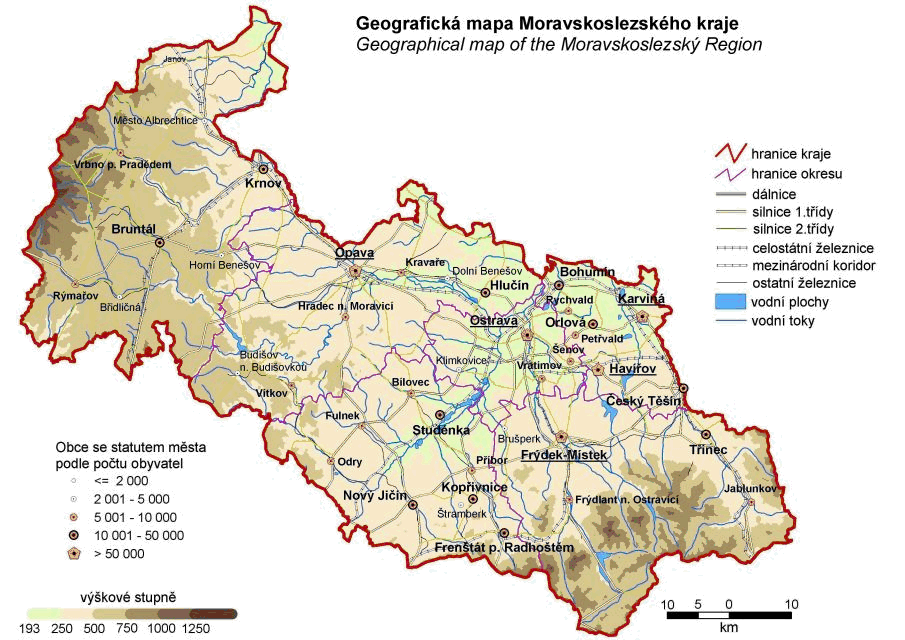 Geografická mapa Moravskoslezského kraje
Geographical map of the Moravskoslezský Region
Janov
Město Albrechtice
Vrbno p. Pradědem
Krnov
Bruntál
Horní Benešov
Rýmařov
Břidličná
Opava
Kravaře
Dolní Benešov
Hlučín
Hradec n. Moravicí
Bohumín
Rychvald
Karviná
Ostrava
Orlová
Petřvald
Šenov
Klimkovice
Vratimov
Havířov
Budišov
n. Budišovkou
Vítkov
Bílovec
Český Těšín
Fulnek
Studénka
Brušperk
Třinec
Frýdek-Místek
Odry
Příbor
Nový Jičín
Kopřivnice
Jablunkov
Frýdlant n. Ostravicí
Štramberk
Frenštát p. Radhoštěm
hranice kraje
hranice okresu
dálnice
silnice 1.třídy
silnice 2.třídy
celostátní železnice
mezinárodní koridor
ostatní železnice
vodní plochy
vodní toky
Obce se statutem města
podle počtu obyvatel
<= 2 000
2 001 - 5 000
5 001 - 10 000
10 001 - 50 000
> 50 000
výškové stupně
193 250 500 750 1000 1250
10 5 0 10
km